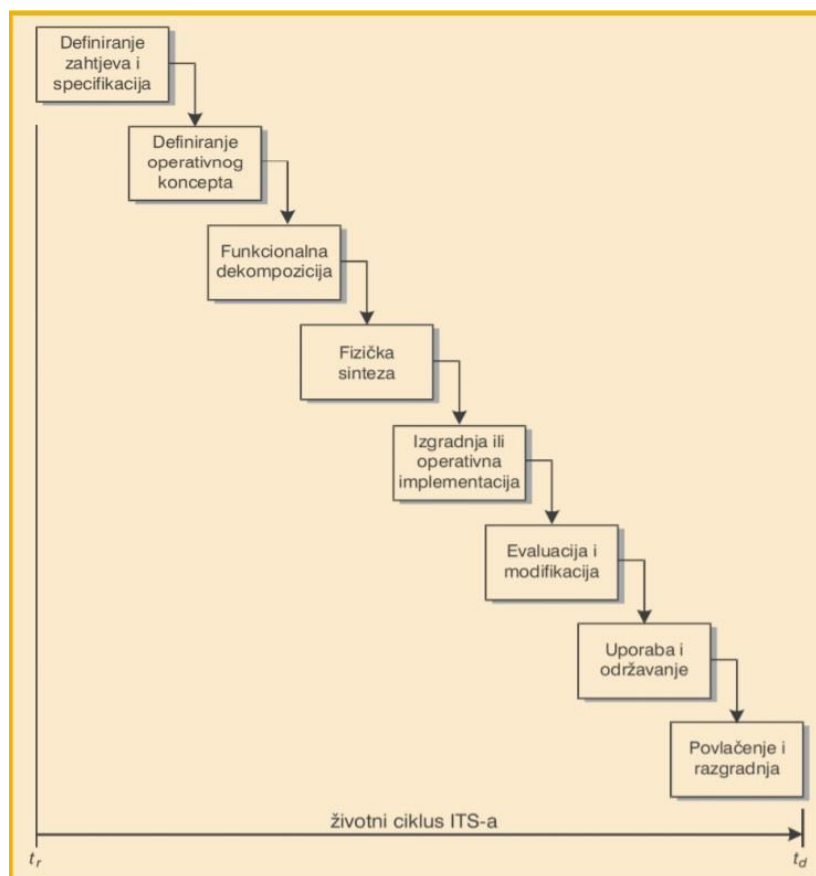 Definiranje
zahtjeva i
specifikacija
Definiranje
operativnog
koncepta
Funkcionalna
dekompozicija
Fizička
sinteza
Izgradnja ili
operativna
implementacija
Evaluacija i
modifikacija
Uporaba i
održavanje
Povlačenje i
razgradnja
životni ciklus ITS-a
tr
td